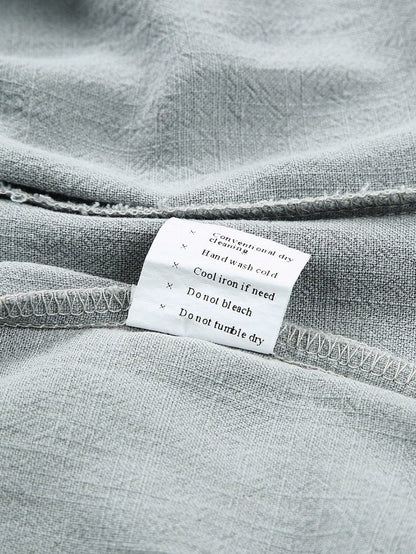 × Conventional dry
cleaning
× Hand wash cold
× Cool iron if need
× Do not bleach
× Do not tumble dry